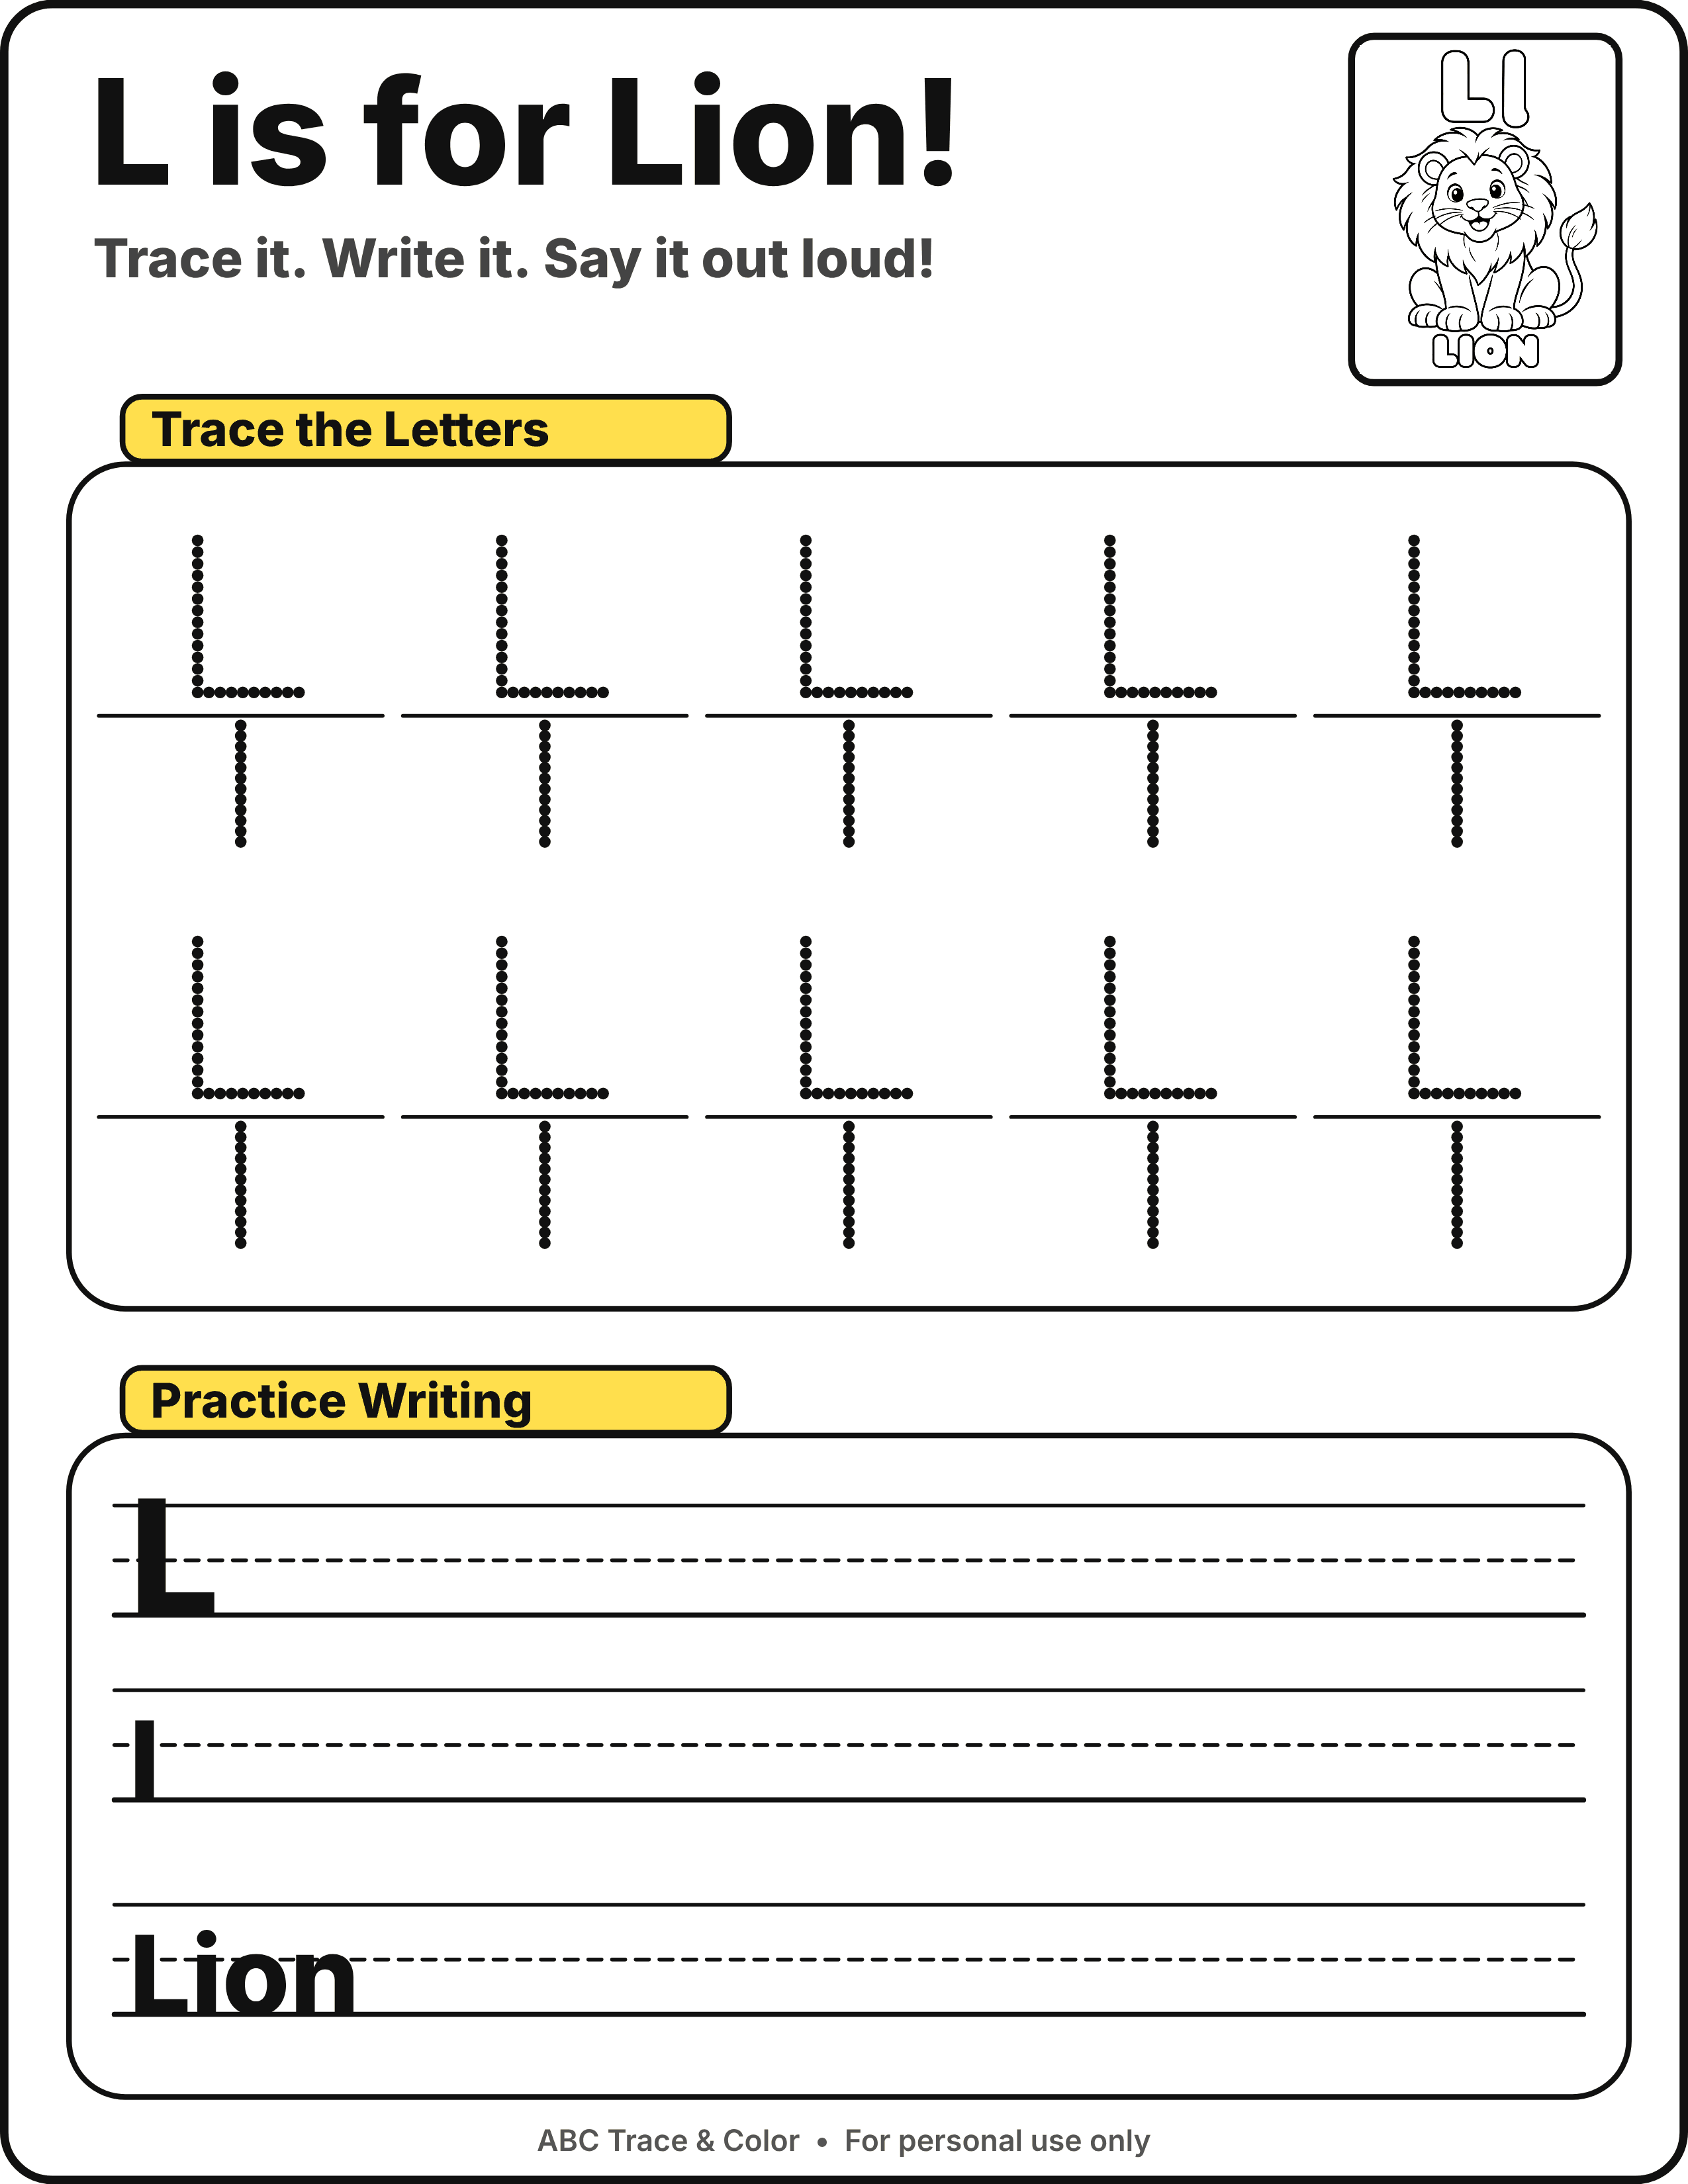 L is for Lion!
Trace it. Write it. Say it out loud!
L l
LION
Trace the Letters
L L L L L
l l l l l
L L L L L
l l l l l
Practice Writing
L
l
Lion
ABC Trace & Color • For personal use only